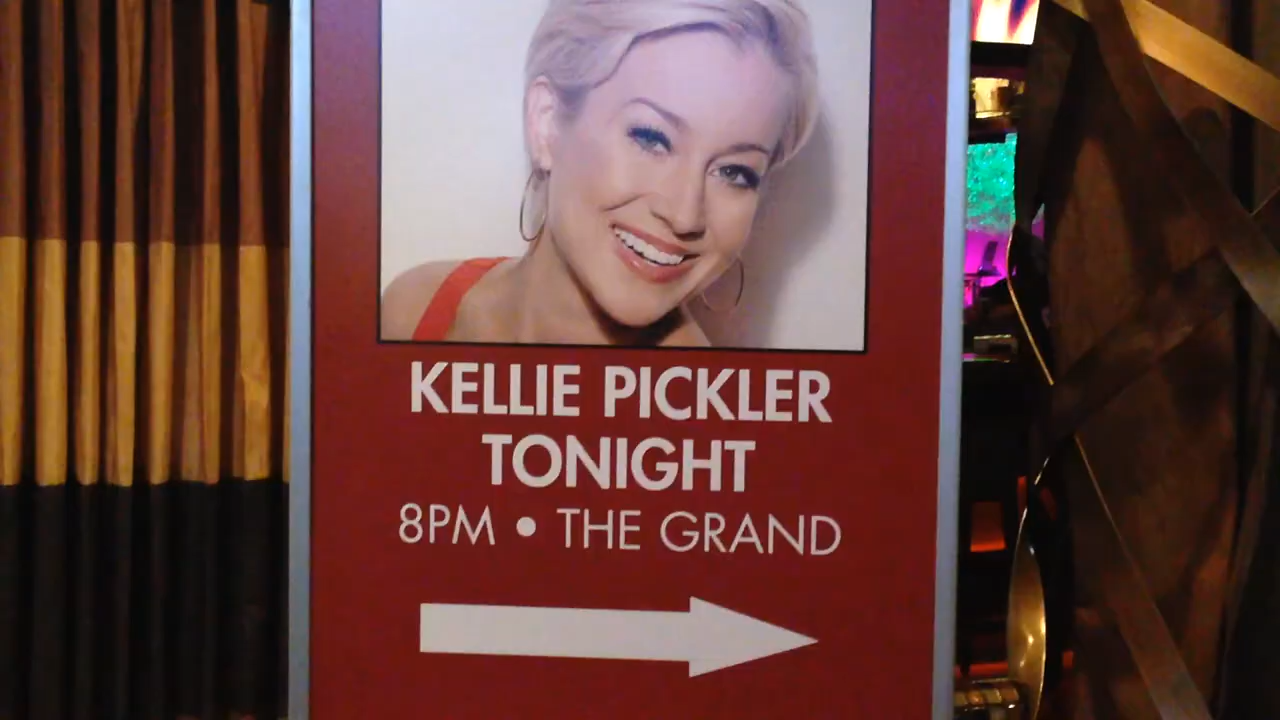 KELLIE PICKLER
TONIGHT
8PM • THE GRAND